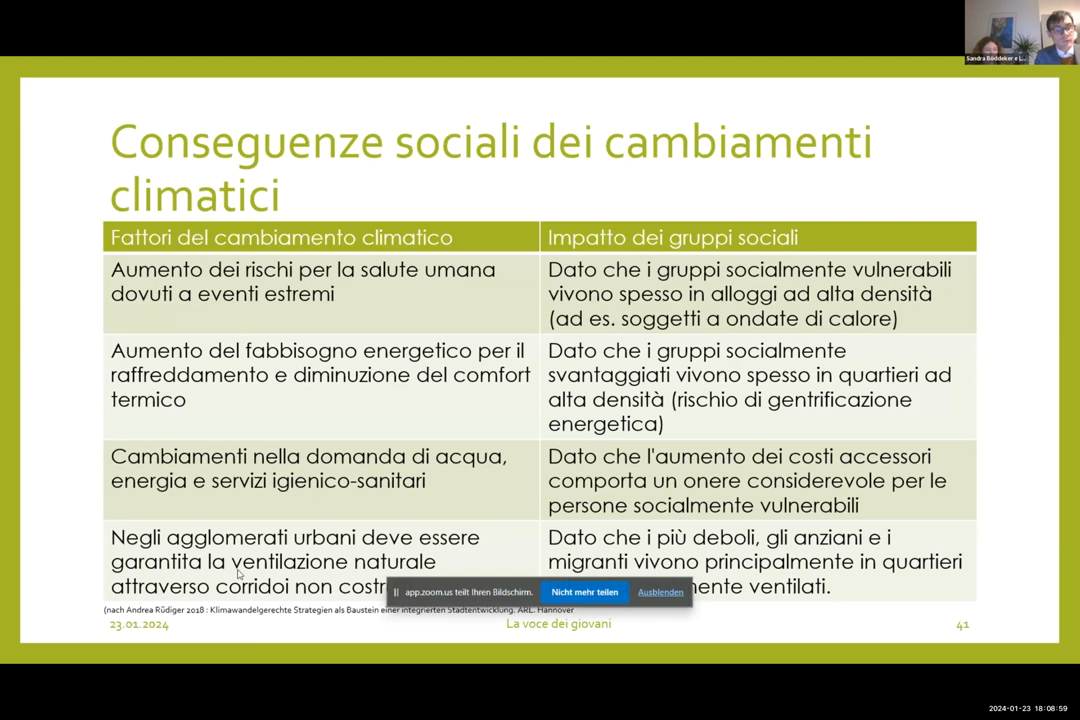 Sandra Böddeker e L...
Conseguenze sociali dei cambiamenti
climatici
Fattori del cambiamento climatico
Impatto dei gruppi sociali
Aumento dei rischi per la salute umana
dovuti a eventi estremi
Dato che i gruppi socialmente vulnerabili
vivono spesso in alloggi ad alta densità
(ad es. soggetti a ondate di calore)
Aumento del fabbisogno energetico per il
raffreddamento e diminuzione del comfort
termico
Dato che i gruppi socialmente
svantaggiati vivono spesso in quartieri ad
alta densità (rischio di gentrificazione
energetica)
Cambiamenti nella domanda di acqua,
energia e servizi igienico-sanitari
Dato che l'aumento dei costi accessori
comporta un onere considerevole per le
persone socialmente vulnerabili
Negli agglomerati urbani deve essere
garantita la ventilazione naturale
attraverso corridoi non
Dato che i più deboli, gli anziani e i
migranti vivono principalmente in quartieri
ventilati.
app.zoom.us teilt Ihren Bildschirm.
Nicht mehr teilen
Ausblenden
(nach Andrea Rüdiger 2018 : Klimawandelgerechte Strategien als Baustein einer integrierten Stadtentwicklung. ARL. Hannover
23.01.2024
La voce dei giovani
41
2024-01-23 18:08:59